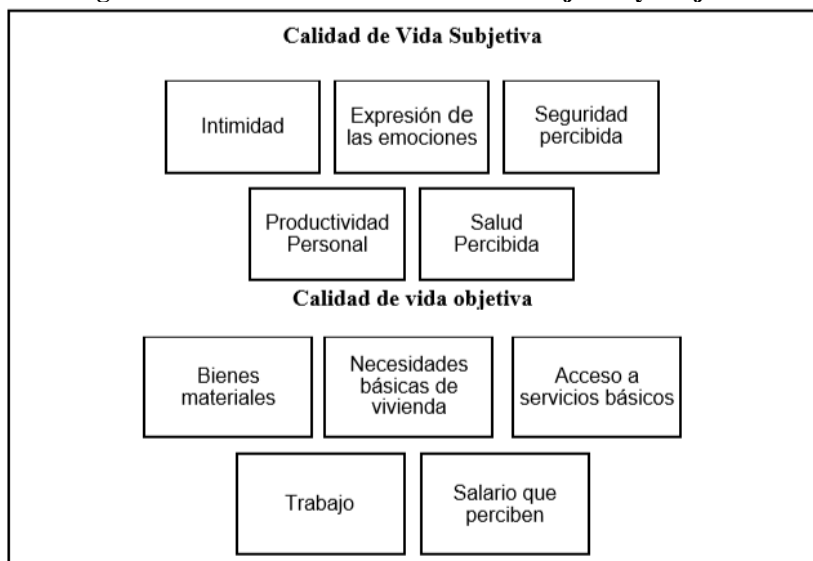 Calidad de Vida Subjetiva
Intimidad
Expresión de
las emociones
Seguridad
percibida
Productividad
Personal
Salud
Percibida
Calidad de vida objetiva
Bienes
materiales
Necesidades
básicas de
vivienda
Acceso a
servicios básicos
Trabajo
Salario que
perciben